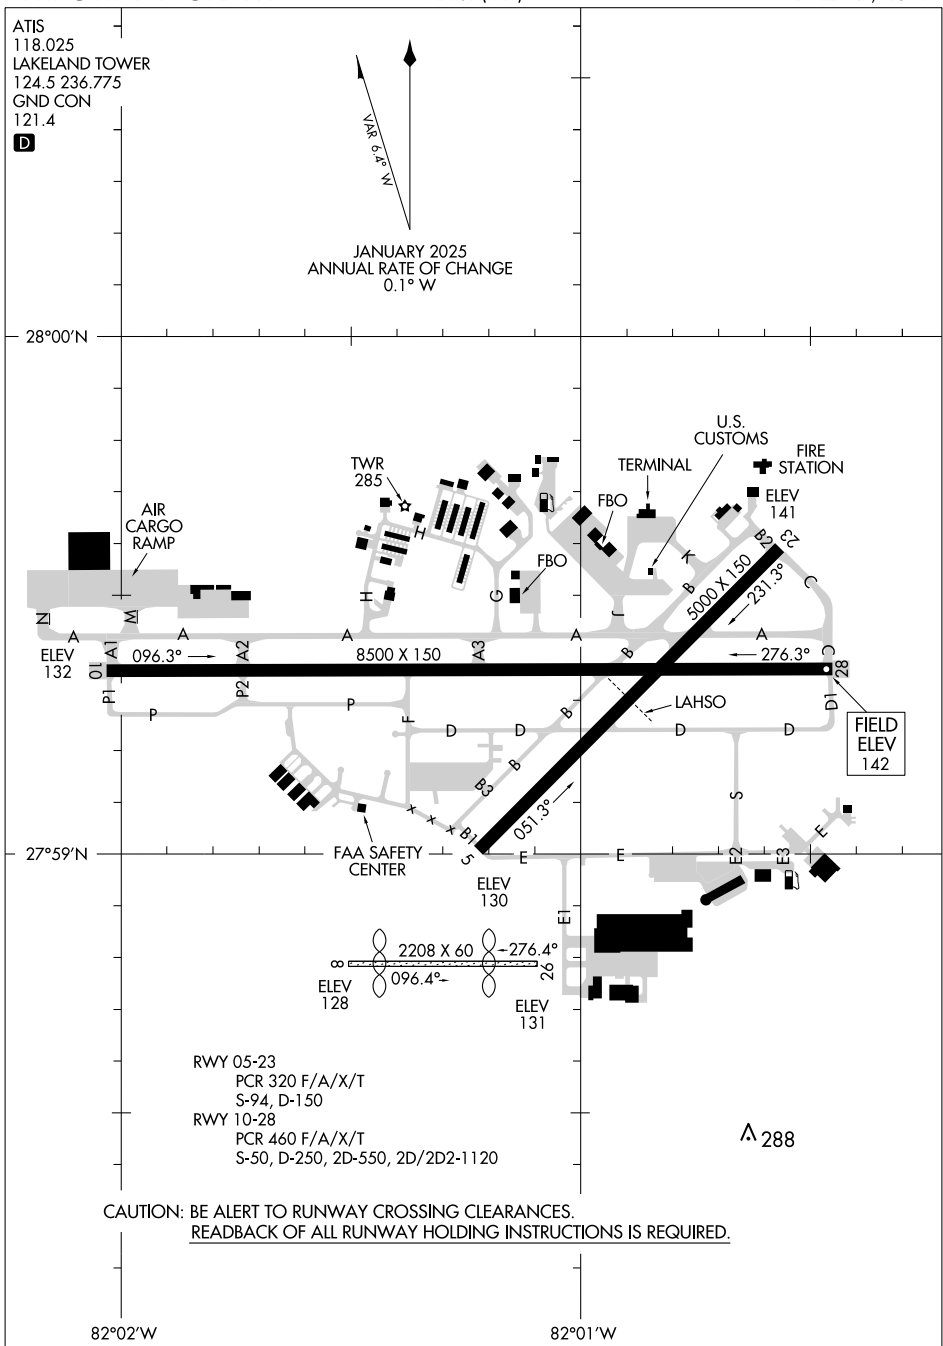 ATIS
118.025
LAKELAND TOWER
124.5 236.775
GND CON
121.4
D
VAR 6.4° W
JANUARY 2025
ANNUAL RATE OF CHANGE
0.1° W
28°00'N
U.S.
CUSTOMS
TERMINAL
FIRE
STATION
TWR
285
FBO
ELEV
141
AIR
CARGO
RAMP
H
B2
23
K
FBO
5000 X 150
231.3°
C
B
N
M
H
G
J
A
A
A
A
A
ELEV
132
A1
10
096.3°
A2
8500 X 150
A3
B
276.3°
C
28
P1
P
P2
P
F
B
LAHSO
D1
D
D
D
D
FIELD
ELEV
142
B3
B
S
051.3°
B1
5
E
27°59'N
FAA SAFETY
CENTER
E
E
E2
E3
ELEV
130
E1
8
2208 X 60
276.4°
096.4°
26
ELEV
128
ELEV
131
RWY 05-23
PCR 320 F/A/X/T
S-94, D-150
RWY 10-28
PCR 460 F/A/X/T
S-50, D-250, 2D-550, 2D/2D2-1120
288
CAUTION: BE ALERT TO RUNWAY CROSSING CLEARANCES.
READBACK OF ALL RUNWAY HOLDING INSTRUCTIONS IS REQUIRED.
82°02'W
82°01'W